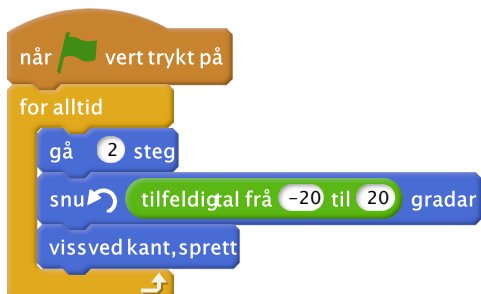 når vert trykt på
for alltid
gå 2 steg
snu tilfeldig tal frå -20 til 20 gradar
viss ved kant, sprett